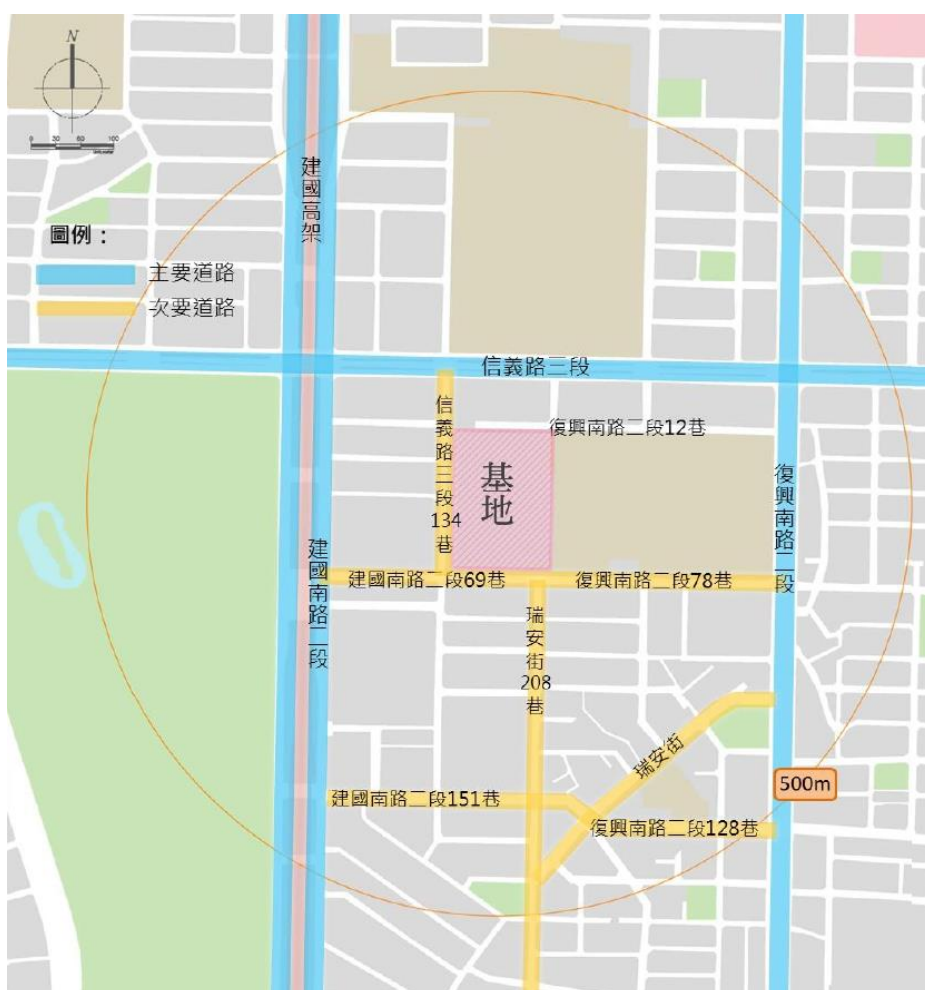 N
0 30 60 100
建國高架
圖例：
主要道路
次要道路
信義路三段
信義路三段134巷
復興南路二段12巷
基地
復興南路二段
建國南路二段
建國南路二段69巷
復興南路二段78巷
瑞安街208巷
瑞安街
500m
建國南路二段151巷
復興南路二段128巷